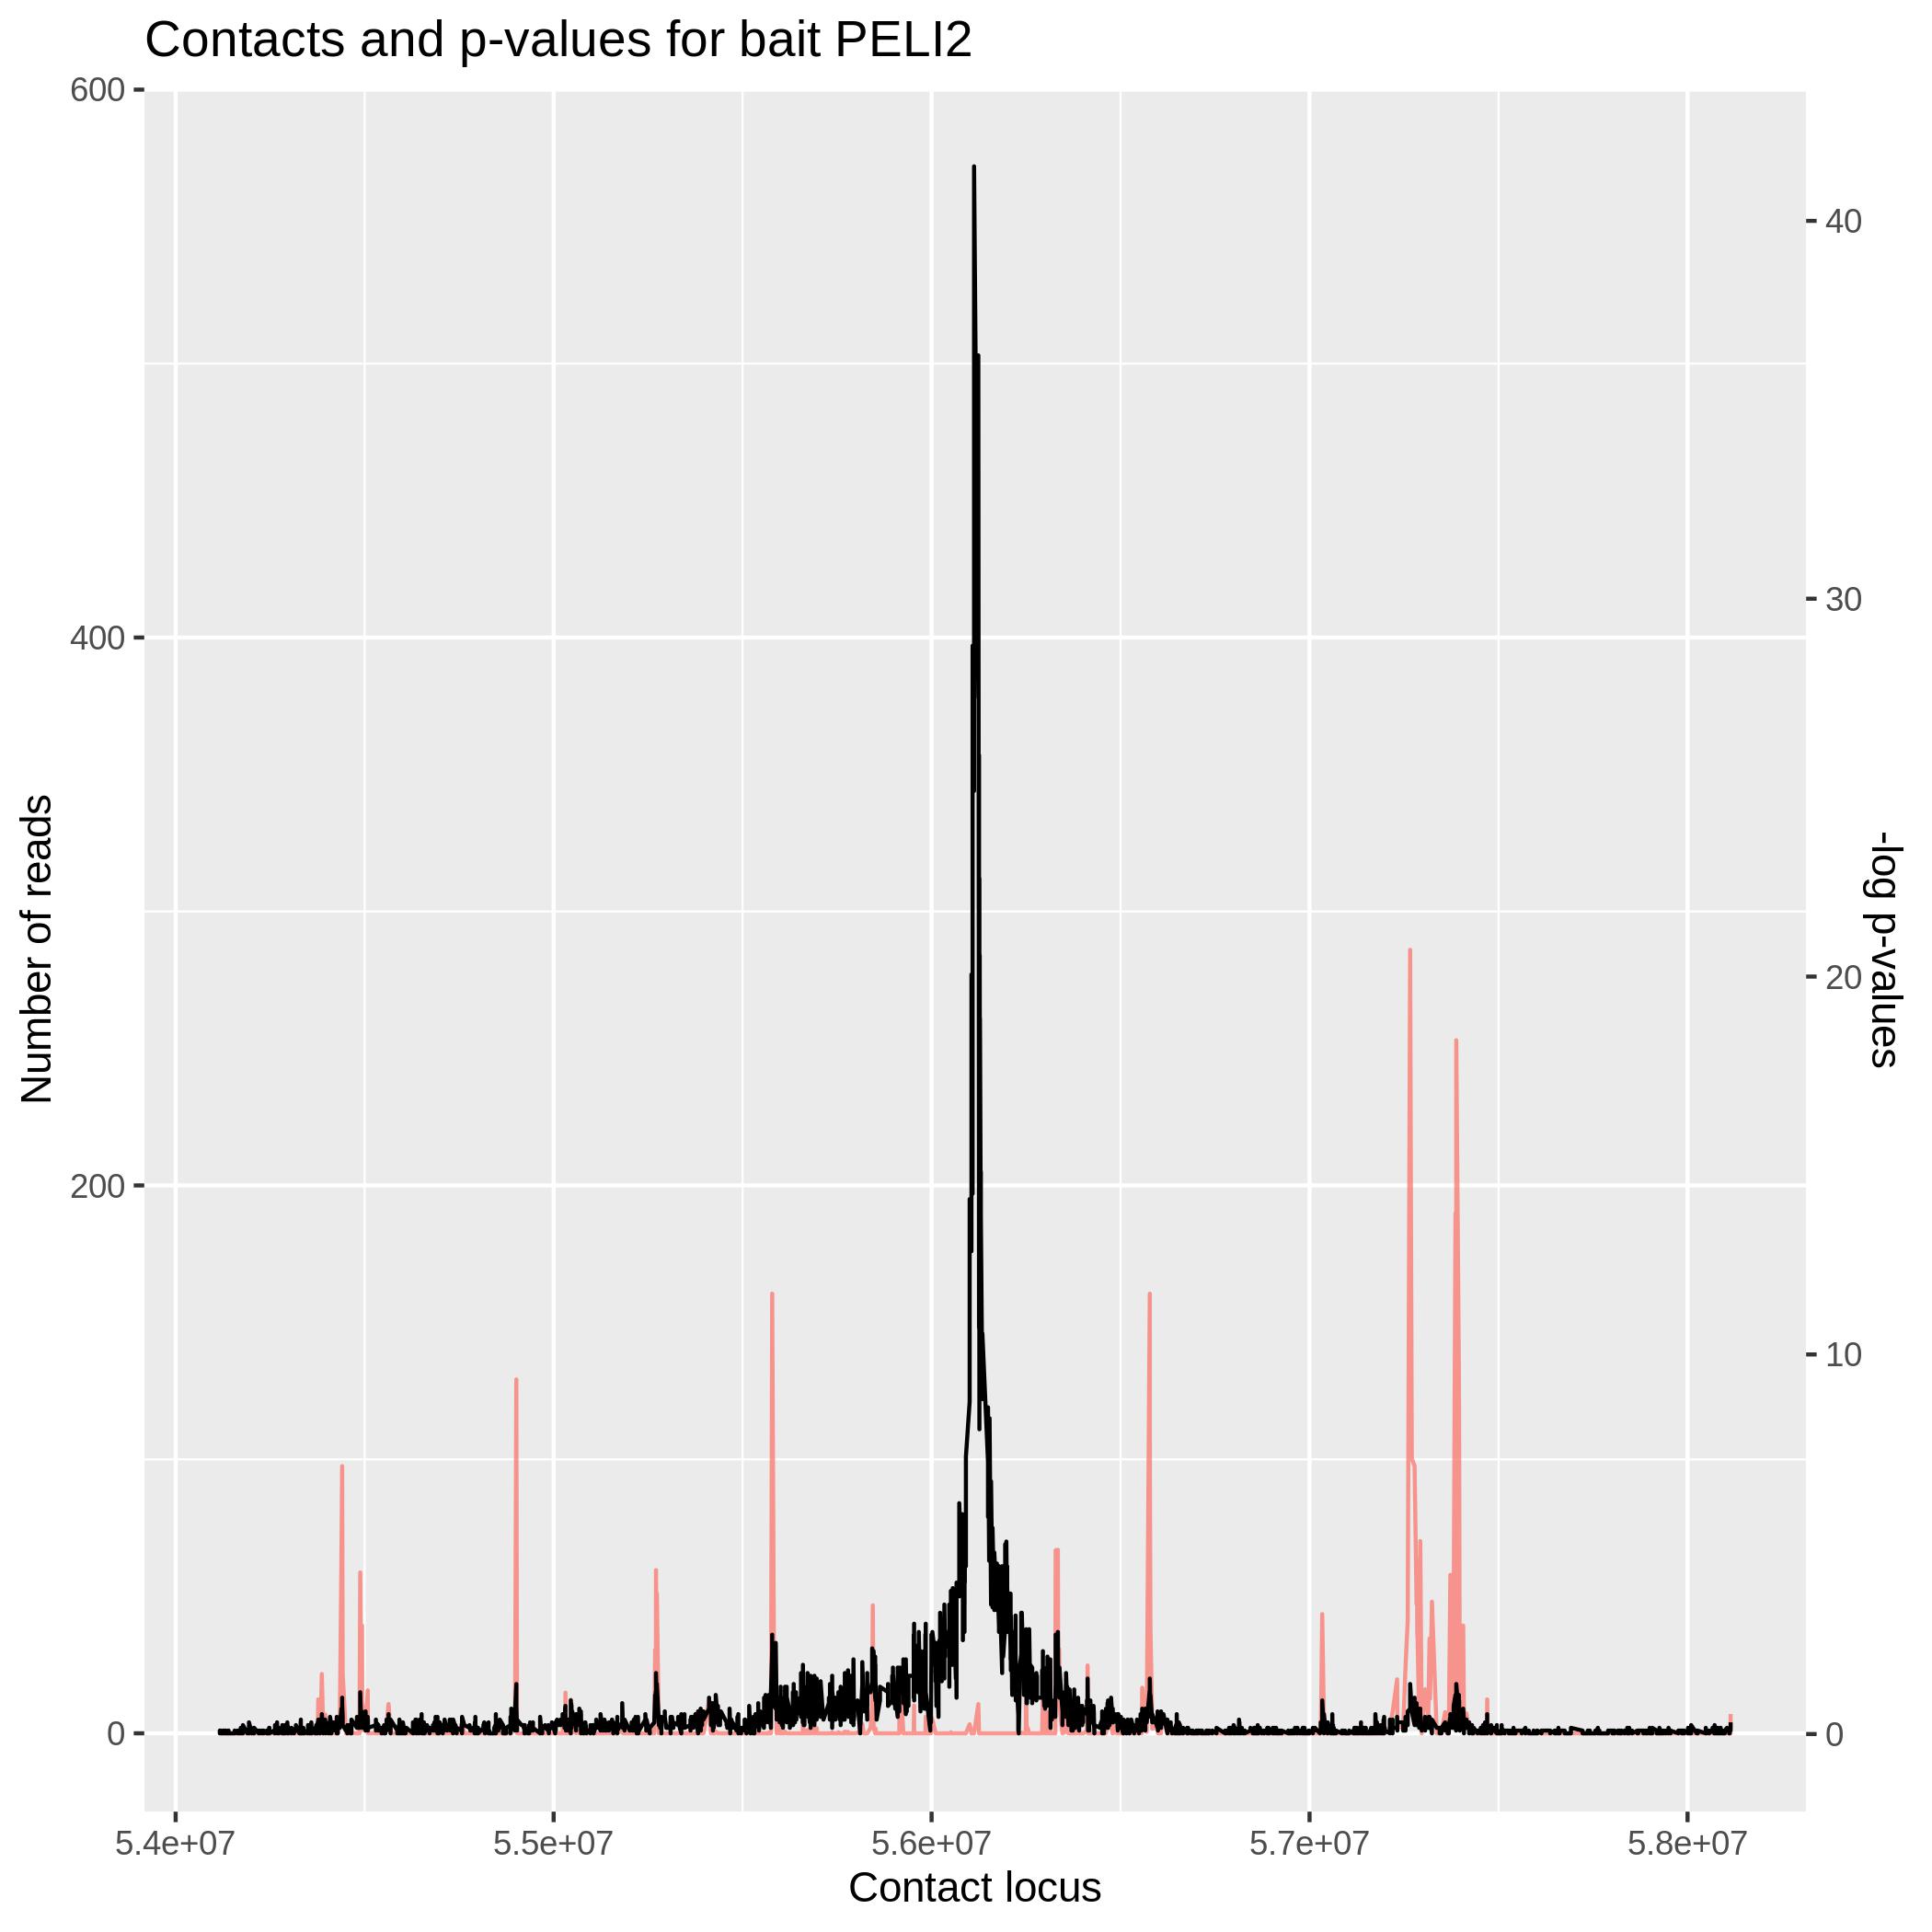 Contacts and p-values for bait PELI2
600
400
200
0
Number of reads
40
30
20
10
0
-log p-values
5.4e+07
5.5e+07
5.6e+07
5.7e+07
5.8e+07
Contact locus